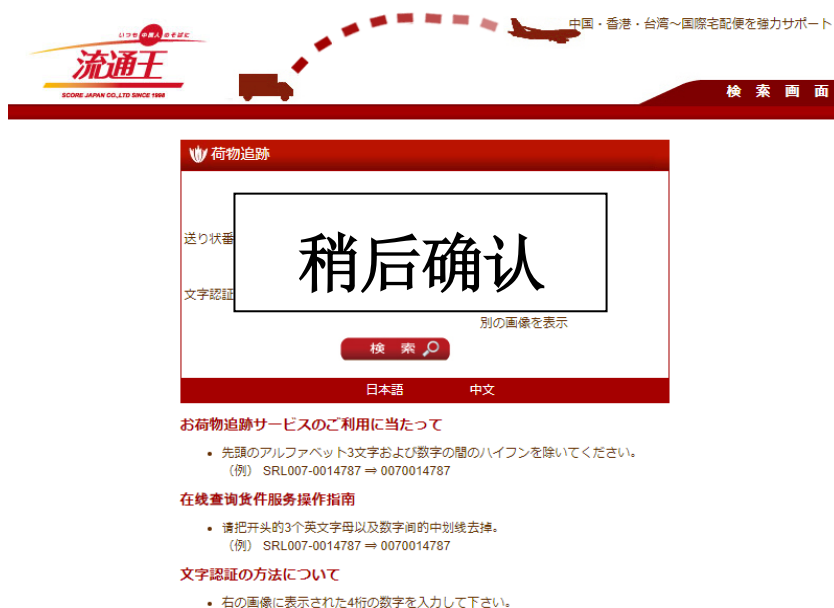 いつも中国人のそばに
流通王
SCORE JAPAN CO.,LTD SINCE 1998
中国・香港・台湾～国際宅配便を強力サポート
検索画面
荷物追跡
送り状番
稍后确认
文字認証
別の画像を表示
検索
日本語 中文
お荷物追跡サービスのご利用に当たって
• 先頭のアルファベット3文字および数字の間のハイフンを除いてください。
（例） SRL007-0014787 ⇒ 0070014787
在线查询货件服务操作指南
• 请把开头的3个英文字母以及数字间的中划线去掉。
（例） SRL007-0014787 ⇒ 0070014787
文字認証の方法について
• 右の画像に表示された4桁の数字を入力して下さい。